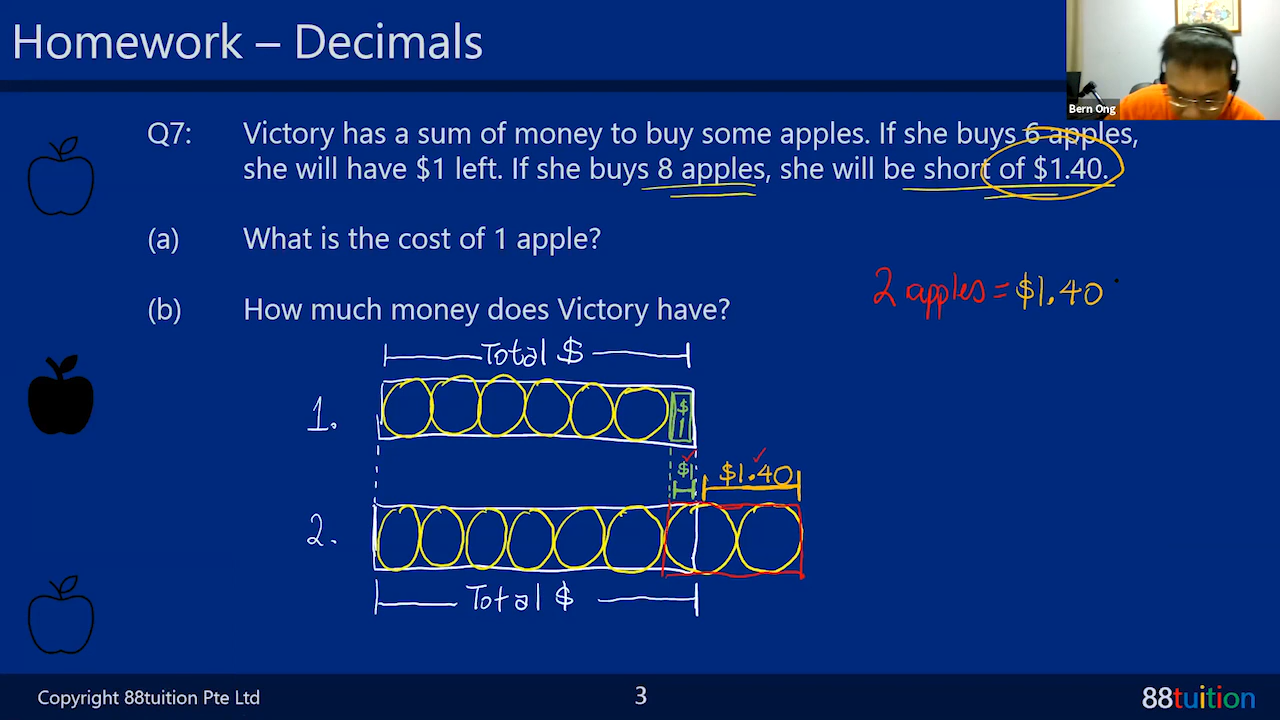 Homework – Decimals
Bern Ong
Q7: Victory has a sum of money to buy some apples. If she buys 6 apples,
she will have $1 left. If she buys 8 apples, she will be short of $1.40.
(a) What is the cost of 1 apple?
2 apples = $1.40
(b) How much money does Victory have?
Total $
1.
$1
$1 $1.40
2.
Total $
Copyright 88tuition Pte Ltd
3
88tuition